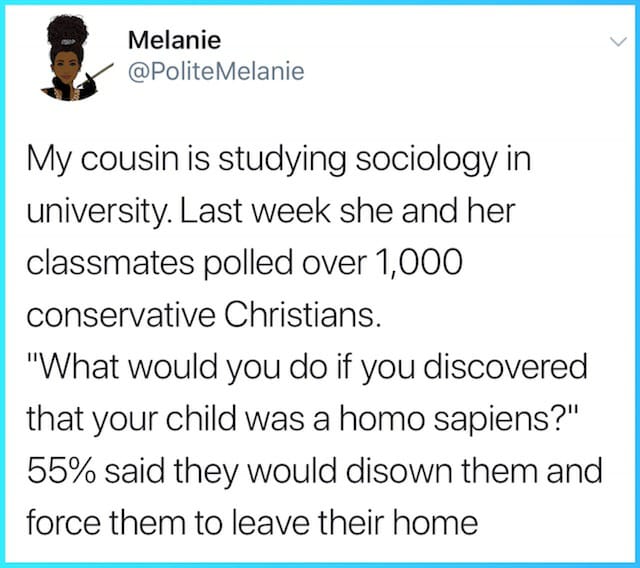 Melanie
@PoliteMelanie
My cousin is studying sociology in
university. Last week she and her
classmates polled over 1,000
conservative Christians.
"What would you do if you discovered
that your child was a homo sapiens?"
55% said they would disown them and
force them to leave their home